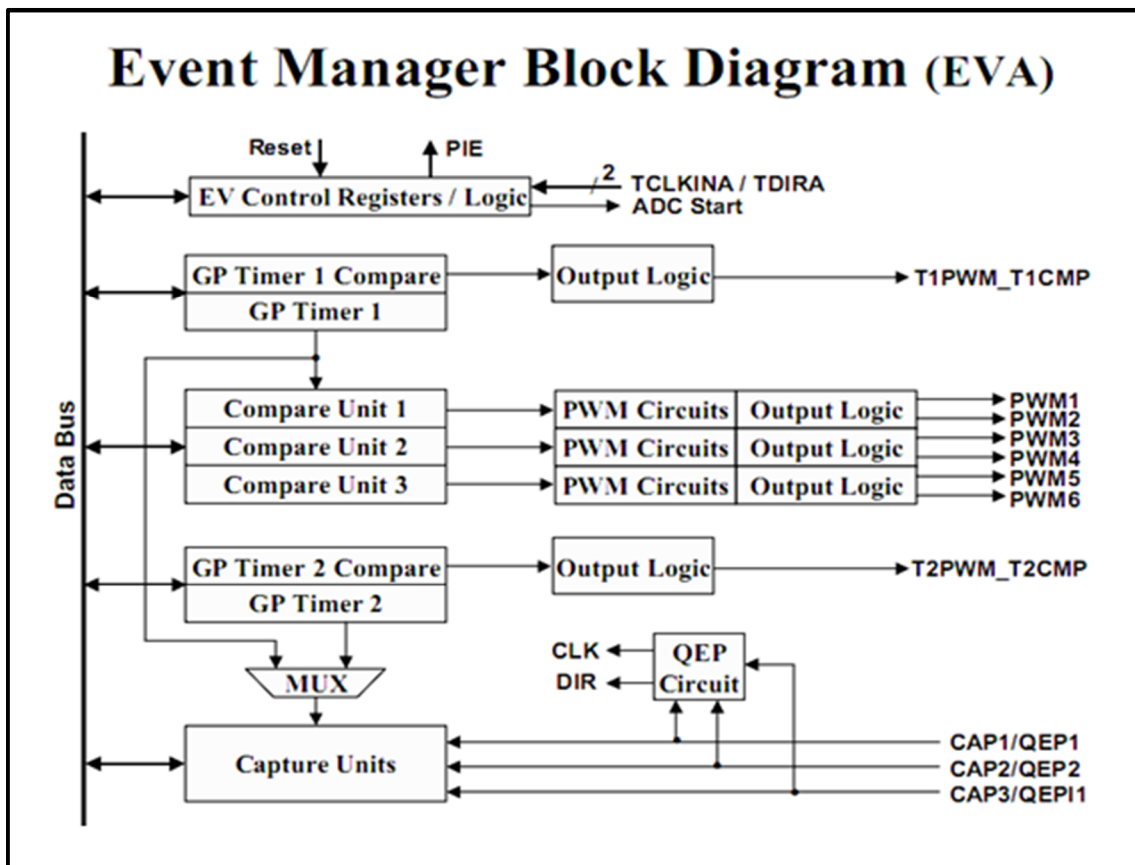 Event Manager Block Diagram (EVA)
Reset
PIE
2
EV Control Registers / Logic
TCLKINA / TDIRA
ADC Start
GP Timer 1 Compare
Output Logic
T1PWM_T1CMP
GP Timer 1
Data Bus
Compare Unit 1
PWM Circuits
Output Logic
PWM1
PWM2
Compare Unit 2
PWM Circuits
Output Logic
PWM3
PWM4
Compare Unit 3
PWM Circuits
Output Logic
PWM5
PWM6
GP Timer 2 Compare
Output Logic
T2PWM_T2CMP
GP Timer 2
MUX
CLK
DIR
QEP
Circuit
Capture Units
CAP1/QEP1
CAP2/QEP2
CAP3/QEPI1